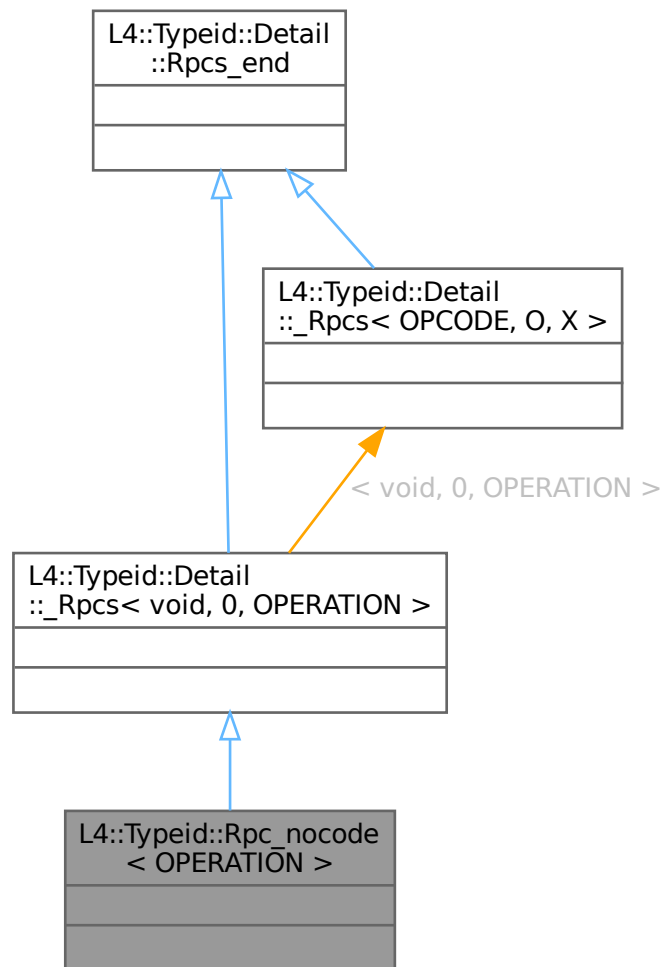 L4::Typeid::Detail
::Rpcs_end
L4::Typeid::Detail
::_Rpcs< OPCODE, O, X >
< void, 0, OPERATION >
L4::Typeid::Detail
::_Rpcs< void, 0, OPERATION >
L4::Typeid::Rpc_nocode
< OPERATION >